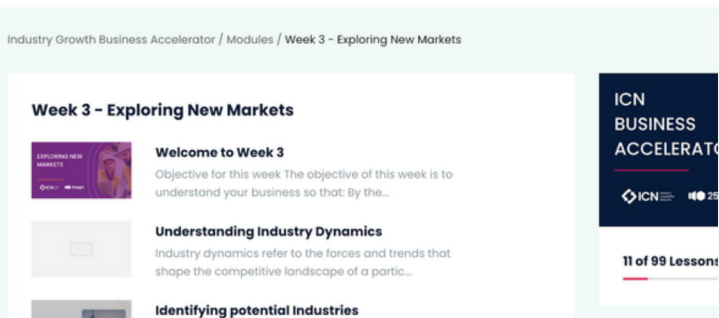 Industry Growth Business Accelerator / Modules / Week 3 - Exploring New Markets
Week 3 - Exploring New Markets
EXPLORING NEW
MARKETS
ICN
Welcome to Week 3
Objective for this week The objective of this week is to
understand your business so that: By the...
Understanding Industry Dynamics
Industry dynamics refer to the forces and trends that
shape the competitive landscape of a partic...
Identifying potential Industries
ICN
BUSINESS
ACCELERATO
ICN
25
11 of 99 Lessons